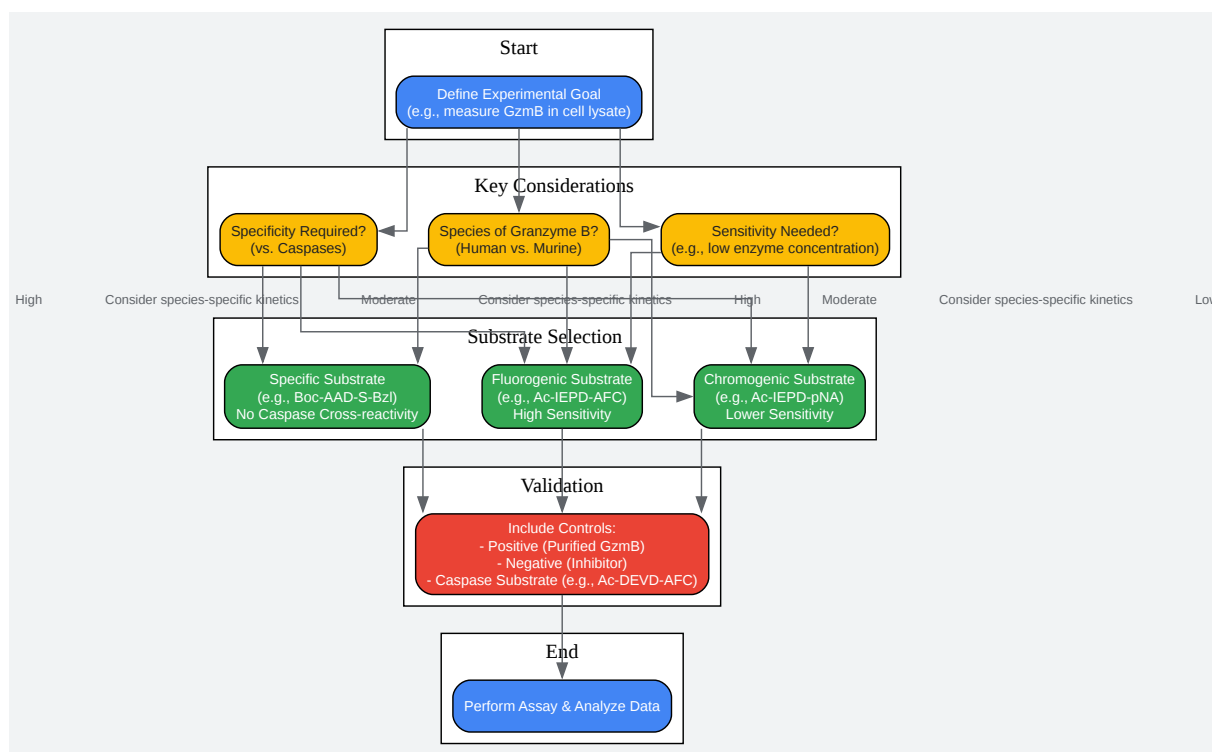 Start
Define Experimental Goal
(e.g., measure GzmB in cell lysate)
Key Considerations
Specificity Required?
(vs. Caspases)
Species of Granzyme B?
(Human vs. Murine)
Sensitivity Needed?
(e.g., low enzyme concentration)
High
Consider species-specific kinetics
Moderate
Consider species-specific kinetics
High
Moderate
Consider species-specific kinetics
Substrate Selection
Specific Substrate
(e.g., Boc-AAD-S-Bzl)
No Caspase Cross-reactivity
Fluorogenic Substrate
(e.g., Ac-IEPD-AFC)
High Sensitivity
Chromogenic Substrate
(e.g., Ac-IEPD-pNA)
Lower Sensitivity
Validation
Include Controls:
- Positive (Purified GzmB)
- Negative (Inhibitor)
- Caspase Substrate (e.g., Ac-DEVD-AFC)
End
Perform Assay & Analyze Data